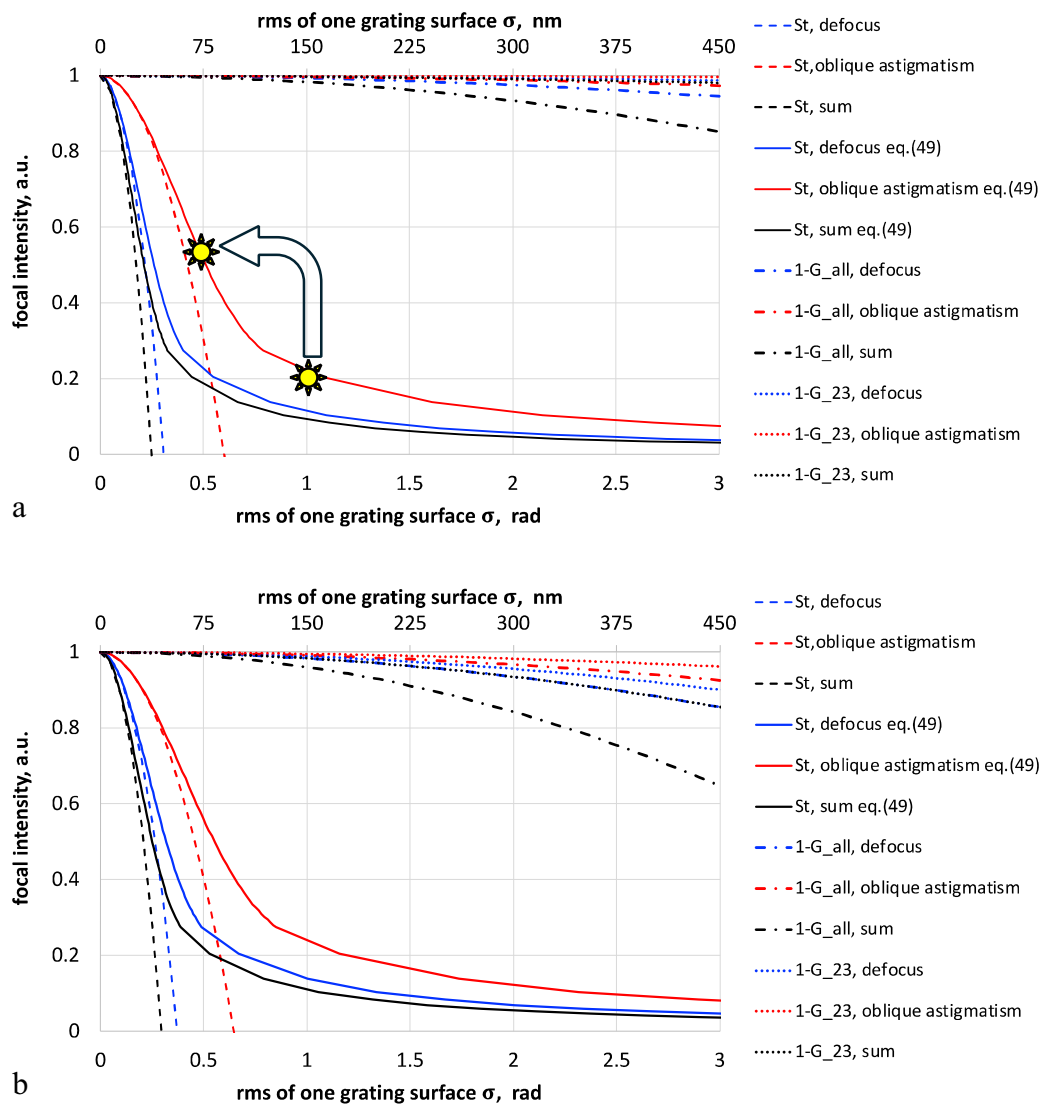 rms of one grating surface σ, nm
0 75 150 225 300 375 450
1
0.8
0.6
0.4
0.2
0
focal intensity, a.u.
0 0.5 1 1.5 2 2.5 3
rms of one grating surface σ, rad
a
St, defocus
St,oblique astigmatism
St, sum
St, defocus eq.(49)
St, oblique astigmatism eq.(49)
St, sum eq.(49)
1-G_all, defocus
1-G_all, oblique astigmatism
1-G_all, sum
1-G_23, defocus
1-G_23, oblique astigmatism
1-G_23, sum
rms of one grating surface σ, nm
0 75 150 225 300 375 450
1
0.8
0.6
0.4
0.2
0
focal intensity, a.u.
0 0.5 1 1.5 2 2.5 3
rms of one grating surface σ, rad
b
St, defocus
St,oblique astigmatism
St, sum
St, defocus eq.(49)
St, oblique astigmatism eq.(49)
St, sum eq.(49)
1-G_all, defocus
1-G_all, oblique astigmatism
1-G_all, sum
1-G_23, defocus
1-G_23, oblique astigmatism
1-G_23, sum